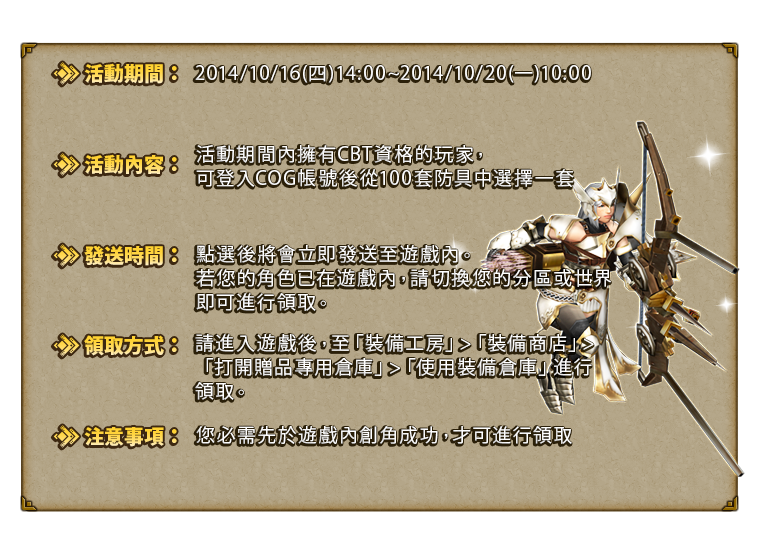 活動期間： 2014/10/16(四)14:00~2014/10/20(一)10:00
活動內容： 活動期間內擁有CBT資格的玩家，
可登入COG帳號後從100套防具中選擇一套
發送時間： 點選後將會立即發送至遊戲內。
若您的角色已在遊戲內，請切換您的分區或世界
即可進行領取。
領取方式： 請進入遊戲後，至「裝備工房」>「裝備商店」>
「打開贈品專用倉庫」>「使用裝備倉庫」進行
領取。
注意事項： 您必需先於遊戲內創角成功，才可進行領取